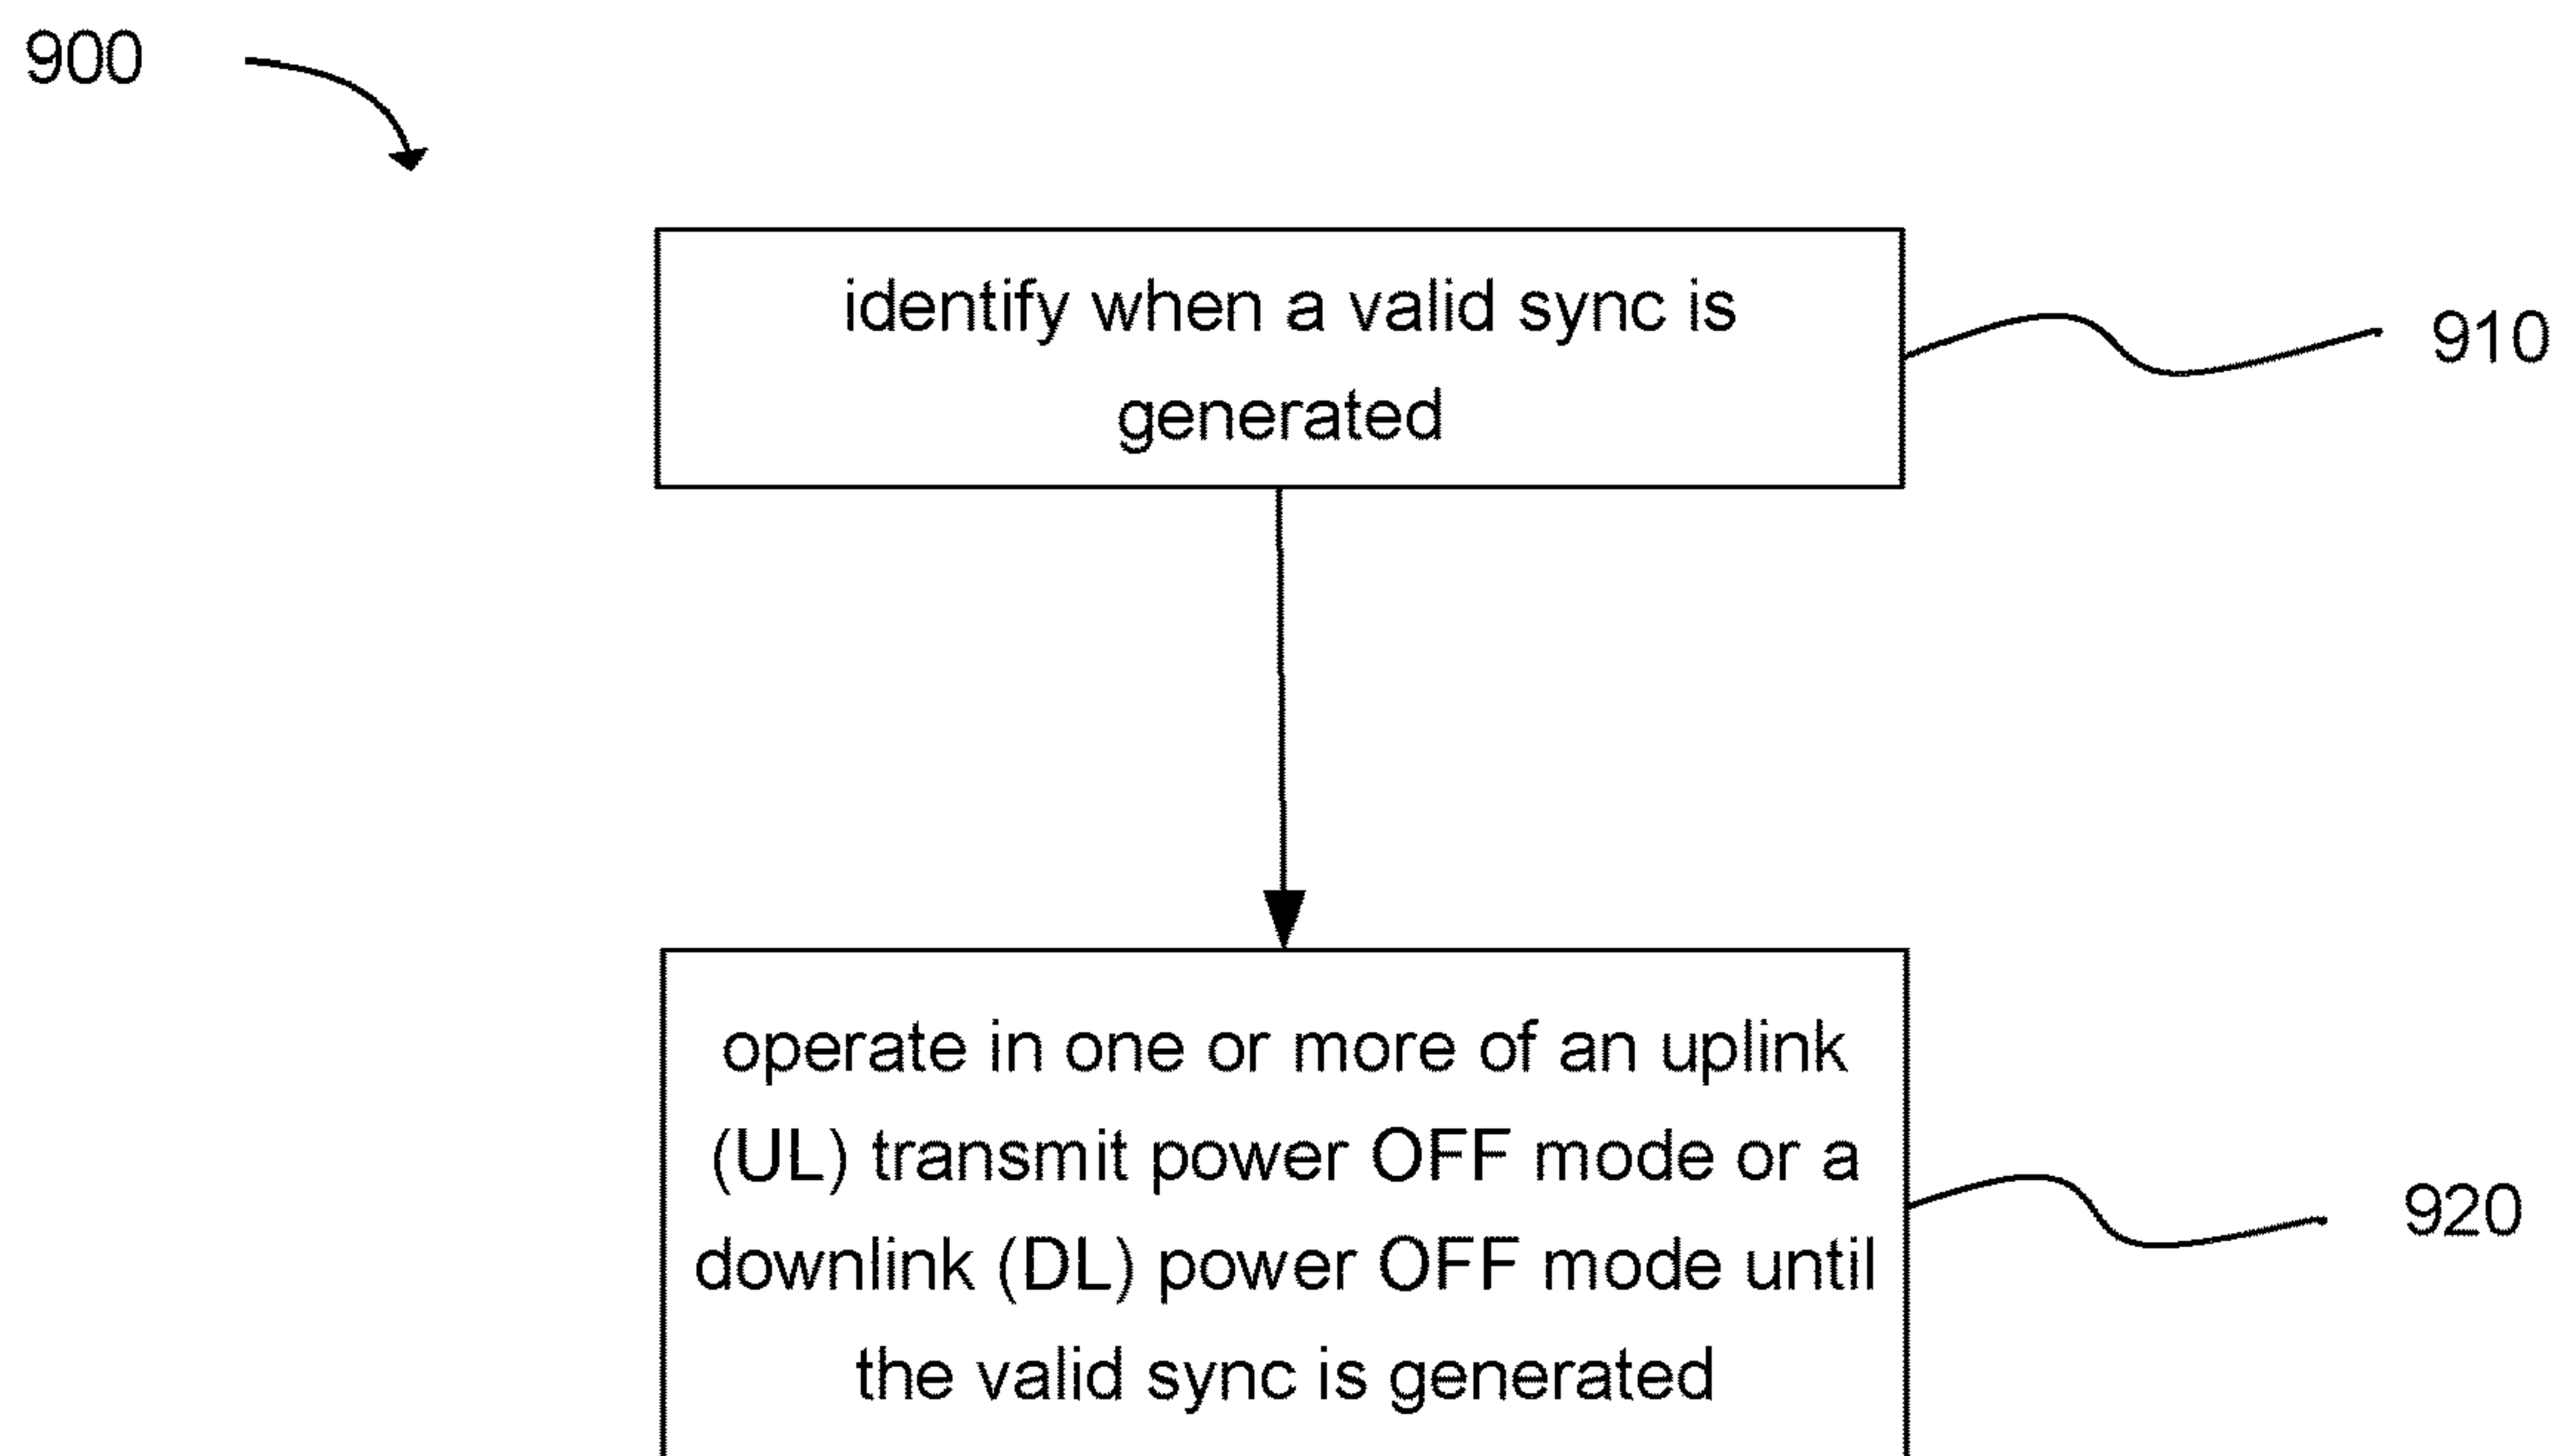 900
identify when a valid sync is
generated
910
operate in one or more of an uplink
(UL) transmit power OFF mode or a
downlink (DL) power OFF mode until
the valid sync is generated
920